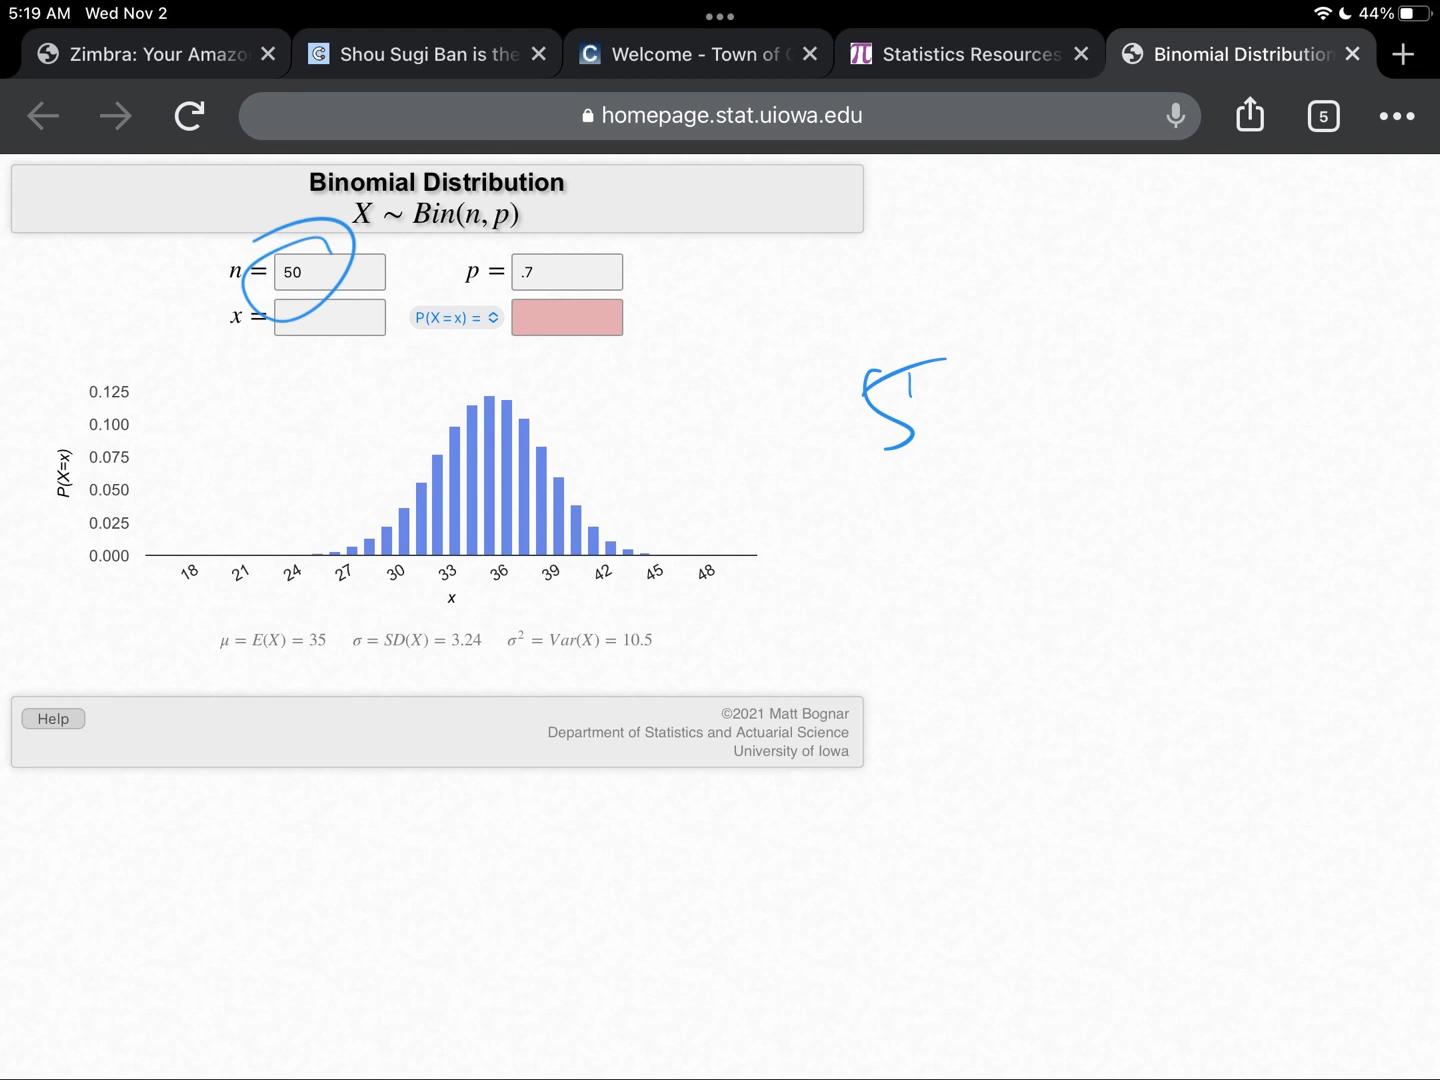 5:19 AM Wed Nov 2 44%
Zimbra: Your Amazo Shou Sugi Ban is the Welcome - Town of Statistics Resources Binomial Distribution
homepage.stat.uiowa.edu 5
Binomial Distribution
X ~ Bin(n, p)
n = 50 p = .7
x = P(X=x) =
0.125
0.100
0.075
0.050
0.025
0.000
P(X=x)
18 21 24 27 30 33 36 39 42 45 48
x
μ = E(X) = 35 σ = SD(X) = 3.24 σ² = Var(X) = 10.5
Help
©2021 Matt Bognar
Department of Statistics and Actuarial Science
University of Iowa